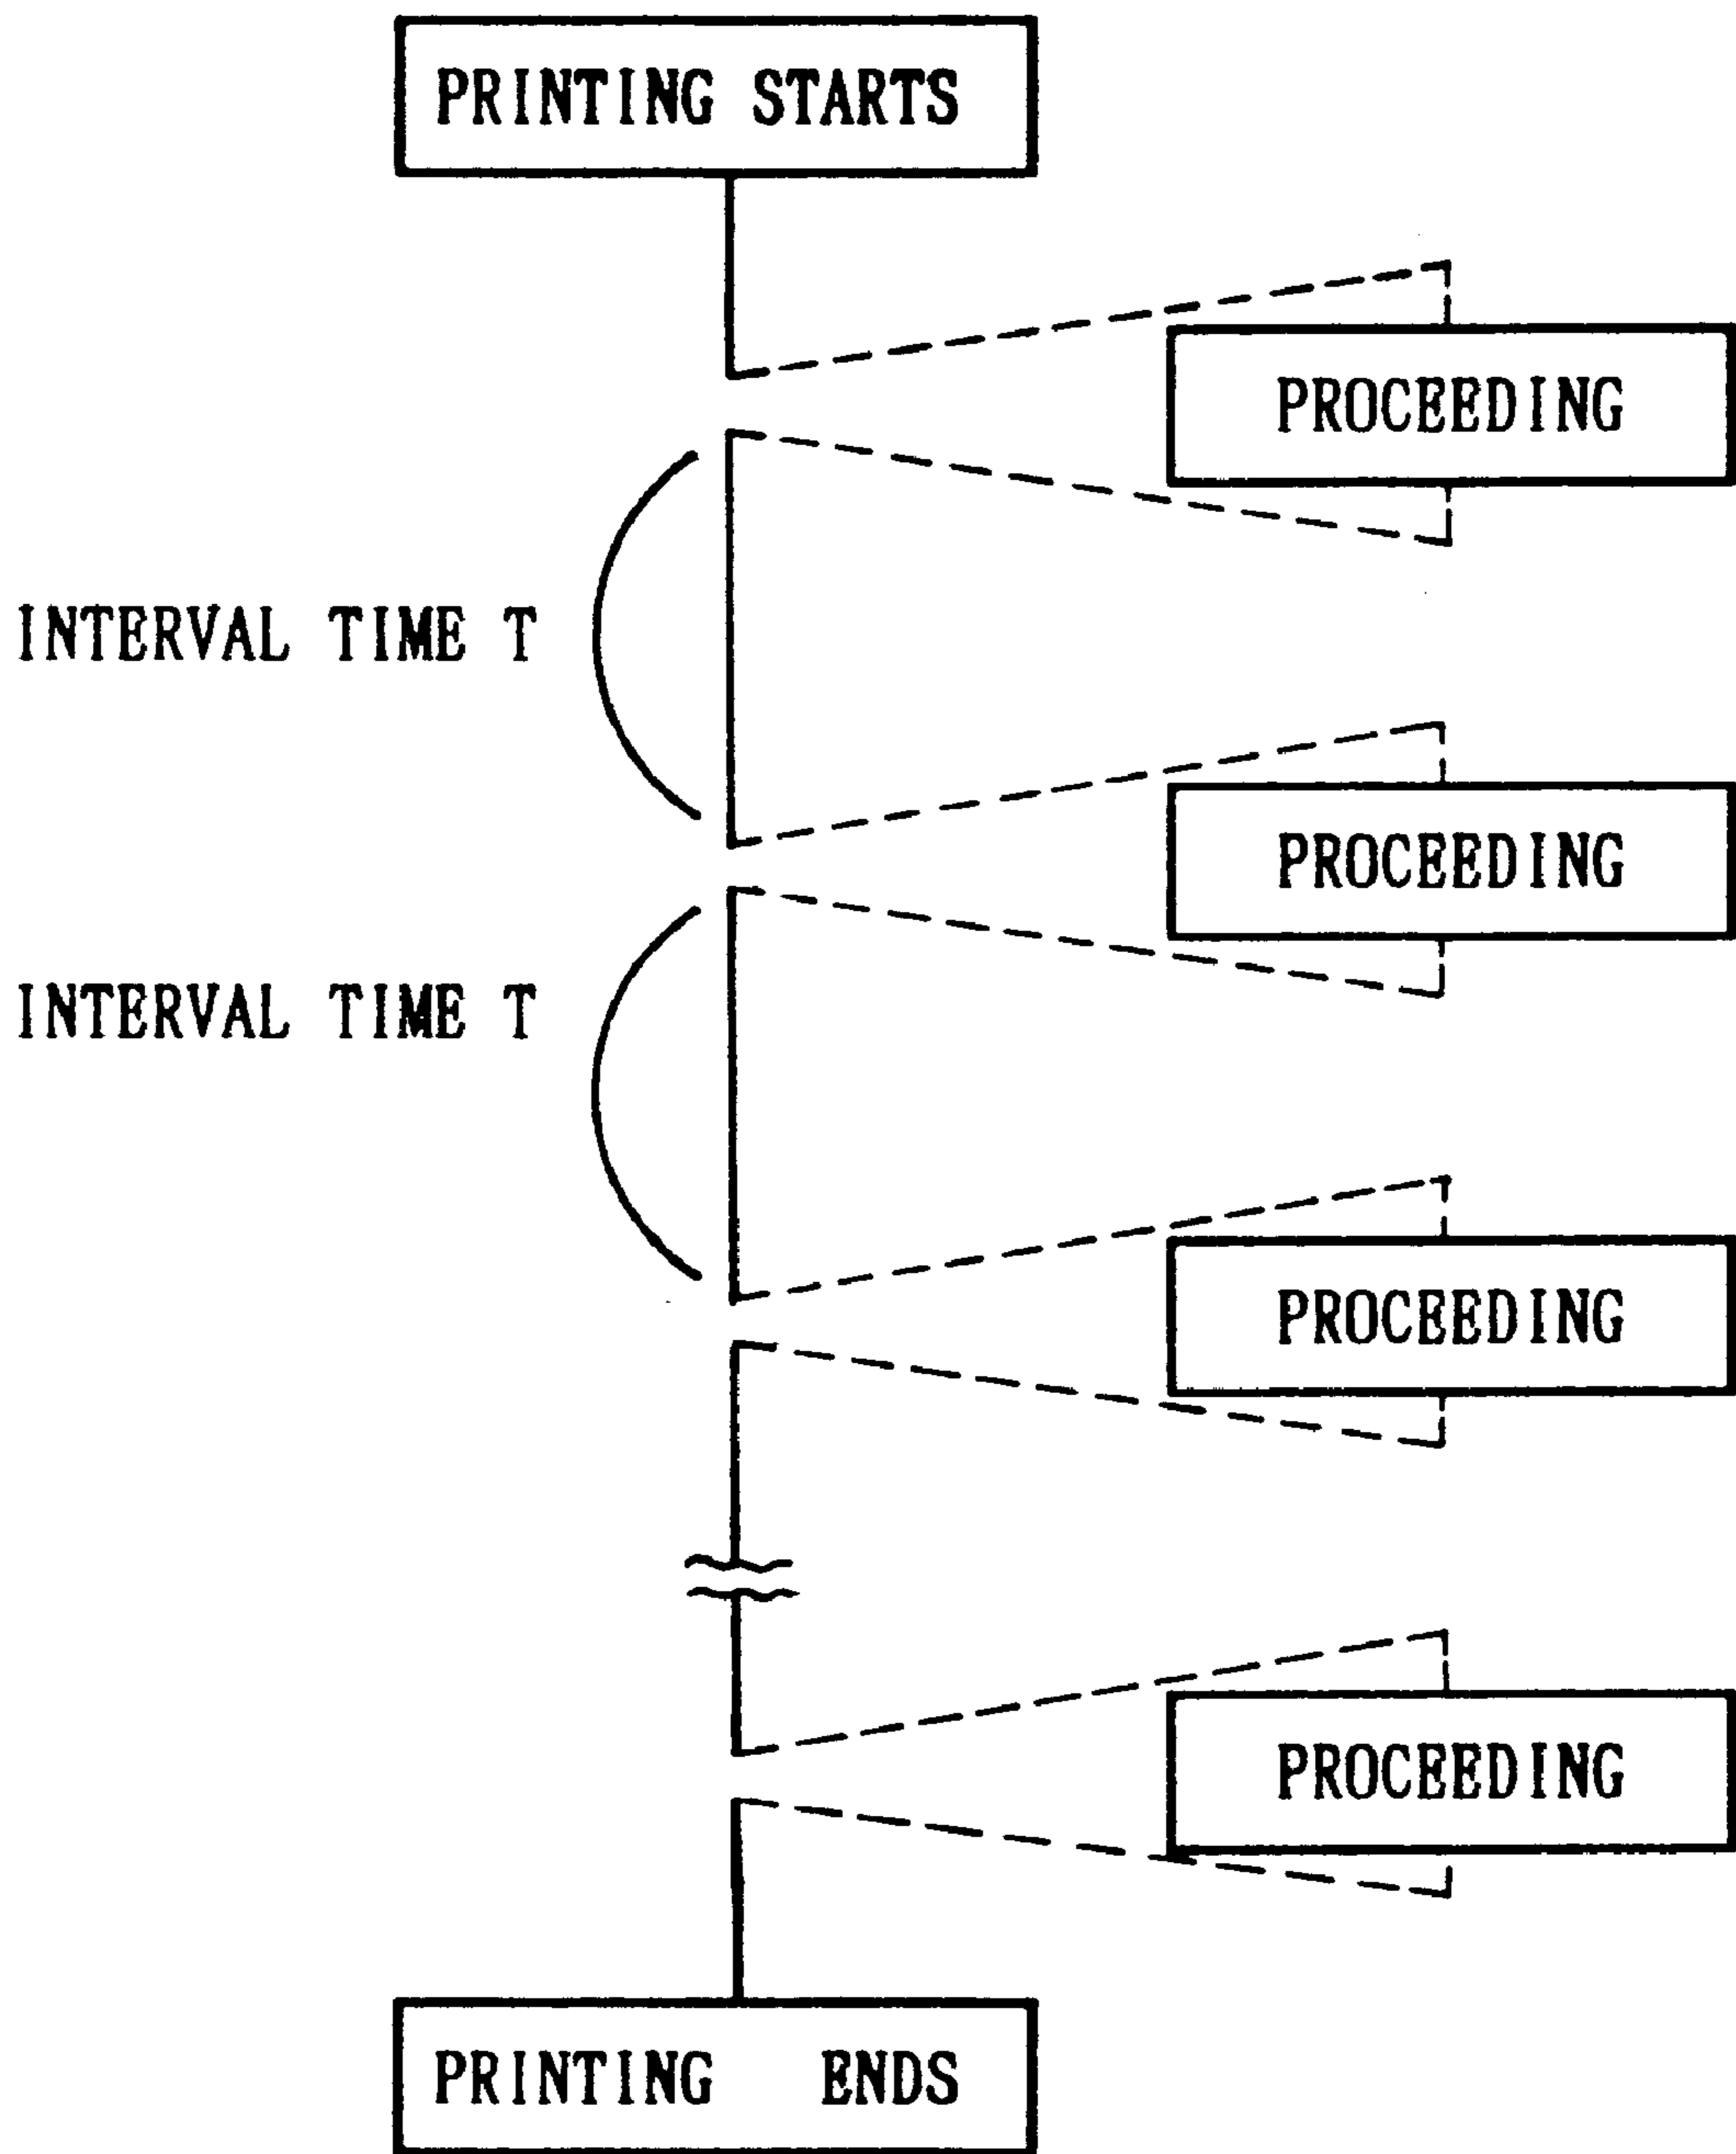 PRINTING STARTS
PROCEEDING
INTERVAL TIME T
PROCEEDING
INTERVAL TIME T
PROCEEDING
PROCEEDING
PRINTING ENDS